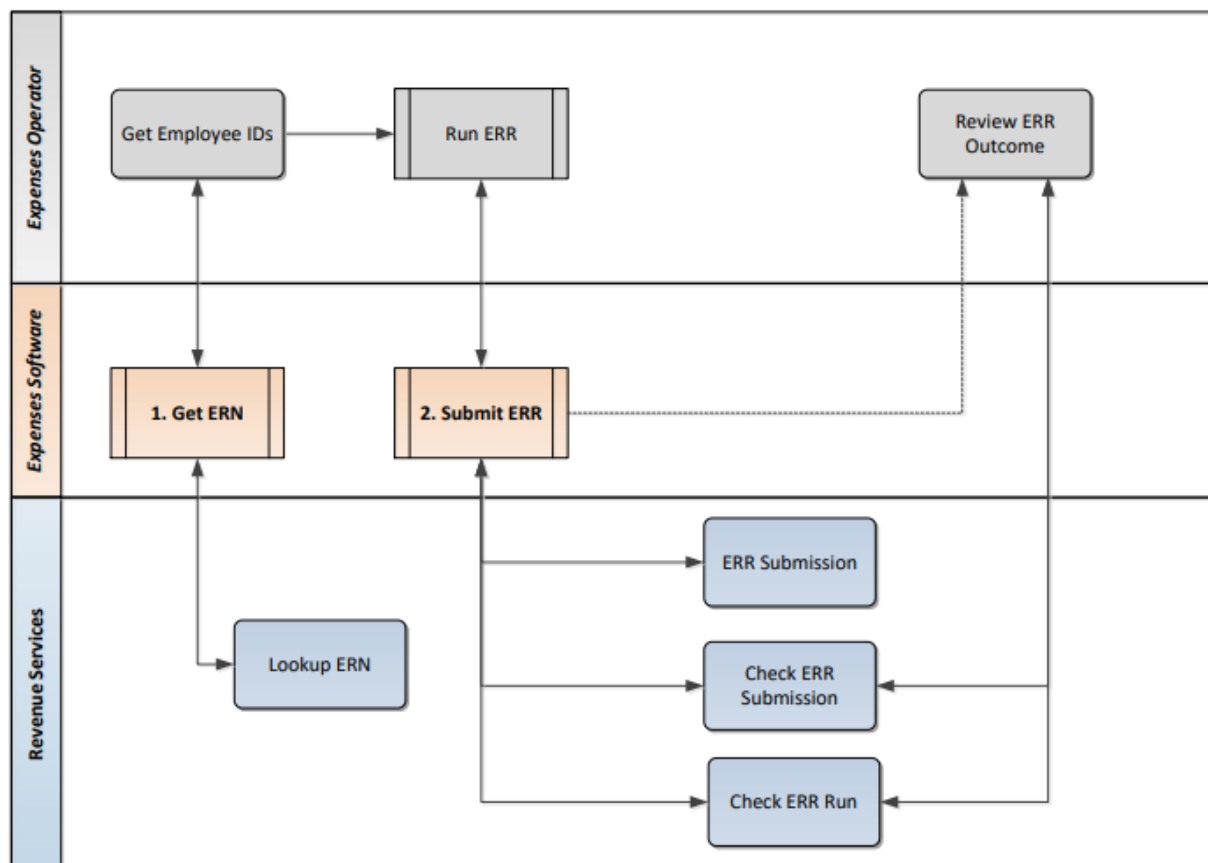 Expenses Operator
Get Employee IDs
Run ERR
Review ERR
Outcome
Expenses Software
1. Get ERN
2. Submit ERR
Revenue Services
ERR Submission
Lookup ERN
Check ERR
Submission
Check ERR Run